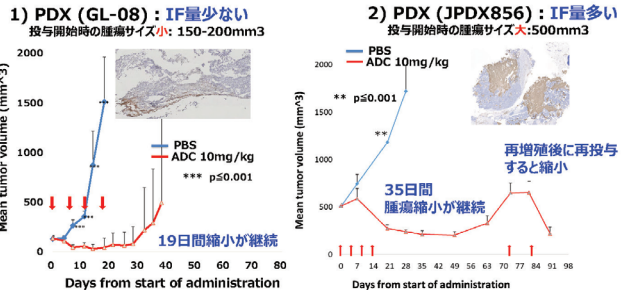 1) PDX (GL-08) : IF量少ない
投与開始時の腫瘍サイズ小: 150-200mm3
Mean tumor volume (mm^3)
2000
1500
1000
500
0
***
***
***
***
PBS
ADC 10mg/kg
*** p≦0.001
19日間縮小が継続
0 10 20 30 40 50 60 70 80
Days from start of administration
2) PDX (JPDX856) : IF量多い
投与開始時の腫瘍サイズ大:500mm3
Mean tumor volume (mm^3)
2000
1500
1000
500
0
PBS
ADC 10mg/kg
** p≦0.001
**
35日間
腫瘍縮小が継続
再増殖後に再投与
すると縮小
0 7 14 21 28 35 42 49 56 63 70 77 84 91 98
Days from start of administration